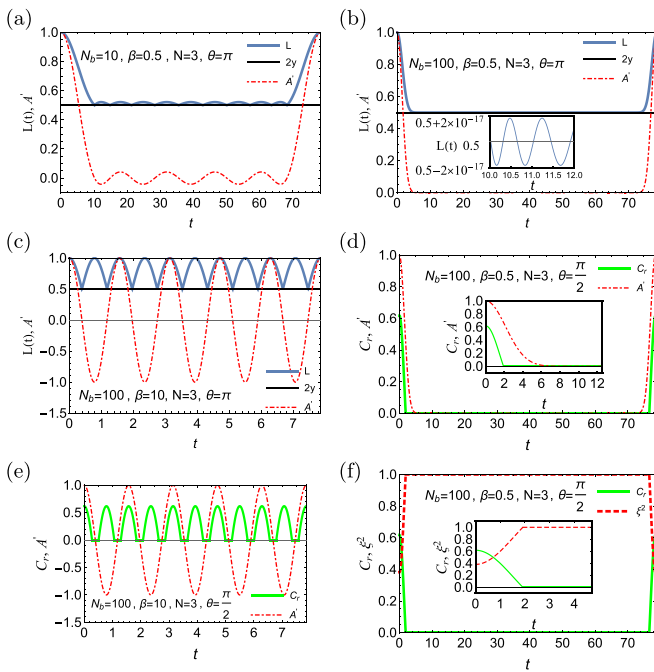 (a)
N_b=10, β=0.5 , N=3, θ=π
L
2y
A'
L(t), A'
1.0
0.8
0.6
0.4
0.2
0.0
0 10 20 30 40 50 60 70
t
(b)
N_b=100, β=0.5, N=3, θ=π
L
2y
A'
L(t), A'
1.0
0.8
0.6
0.4
0.2
0.0
0.5+2×10⁻¹⁷
L(t) 0.5
0.5−2×10⁻¹⁷
10.0 10.5 11.0 11.5 12.0
t
0 10 20 30 40 50 60 70
t
(c)
L(t), A'
1.0
0.5
0.0
−0.5
−1.0
−1.5
L
2y
A'
N_b=100, β=10, N=3, θ=π
0 1 2 3 4 5 6 7
t
(d)
N_b=100, β=0.5, N=3, θ=π/2
C_r
A'
C_r, A'
1.0
0.8
0.6
0.4
0.2
0.0
C_r, A'
1.0
0.8
0.6
0.4
0.2
0.0
0 2 4 6 8 10 12
t
0 10 20 30 40 50 60 70
t
(e)
C_r, A'
1.0
0.5
0.0
−0.5
−1.0
−1.5
N_b=100, β=10, N=3, θ=π/2
C_r
A'
0 1 2 3 4 5 6 7
t
(f)
N_b=100, β=0.5, N=3, θ=π/2
C_r
ξ²
C_r, ξ²
1.0
0.8
0.6
0.4
0.2
0.0
C_r, ξ²
1.0
0.8
0.6
0.4
0.2
0.0
0 1 2 3 4
t
0 10 20 30 40 50 60 70
t